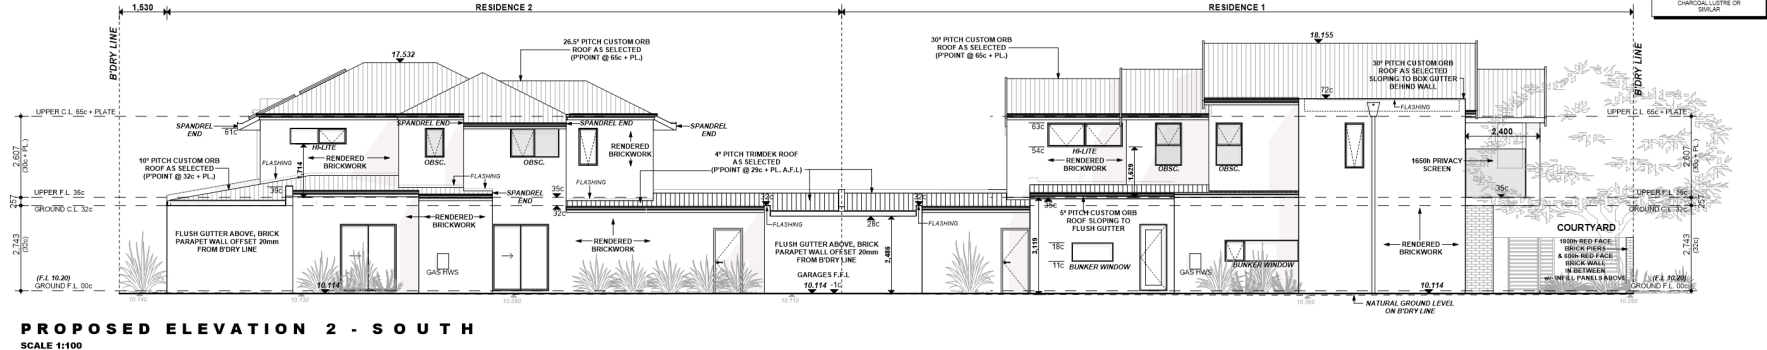 CHARCOAL LUSTRE OR
SIMILAR
1,530
RESIDENCE 2
RESIDENCE 1
B'DRY LINE
17.532
26.5° PITCH CUSTOM ORB
ROOF AS SELECTED
(P'POINT @ 65c + PL.)
30° PITCH CUSTOM ORB
ROOF AS SELECTED
(P'POINT @ 65c + PL.)
18.155
30° PITCH CUSTOM ORB
ROOF AS SELECTED
SLOPING TO BOX GUTTER
BEHIND WALL
B'DRY LINE
UPPER C.L. 65c + PLATE
SPANDREL
END
61c
SPANDREL END
SPANDREL END
SPANDREL
END
HI-LITE
RENDERED
BRICKWORK
OBSC.
OBSC.
RENDERED
BRICKWORK
63c
54c
HI-LITE
RENDERED
BRICKWORK
1,629
OBSC.
OBSC.
72c
FLASHING
UPPER C.L. 65c + PLATE
2,400
1650h PRIVACY
SCREEN
35c
2,607
(30c + PL.)
10° PITCH CUSTOM ORB
ROOF AS SELECTED
(P'POINT @ 32c + PL.)
FLASHING
1,714
39c
FLASHING
SPANDREL
END
4° PITCH TRIMDEK ROOF
AS SELECTED
(P'POINT @ 29c + PL. A.F.L)
FLASHING
35c
32c
32c
32c
28c
2,607
(30c + PL.)
UPPER F.L. 35c
257
GROUND C.L. 32c
UPPER F.L. 35c
257
GROUND C.L. 32c
FLUSH GUTTER ABOVE, BRICK
PARAPET WALL OFFSET 20mm
FROM B'DRY LINE
RENDERED
BRICKWORK
RENDERED
BRICKWORK
FLASHING
FLUSH GUTTER ABOVE, BRICK
PARAPET WALL OFFSET 20mm
FROM B'DRY LINE
2,486
FLASHING
5° PITCH CUSTOM ORB
ROOF SLOPING TO
FLUSH GUTTER
3,119
18c
11c
BUNKER WINDOW
GAS HWS
BUNKER WINDOW
RENDERED
BRICKWORK
COURTYARD
1800h RED FACE
BRICK PIERS
& 600h RED FACE
BRICK WALL
IN BETWEEN
w/ INFILL PANELS ABOVE
2,743
(32c)
2,743
(32c)
GAS HWS
GARAGES F.F.L
(F.L 10.20)
GROUND F.L. 00c
10.114
10.114
-1c
10.114
(F.L 10.20)
GROUND F.L. 00c
10.140
10.130
10.080
10.110
10.060
10.090
NATURAL GROUND LEVEL
ON B'DRY LINE
PROPOSED ELEVATION 2 - SOUTH
SCALE 1:100